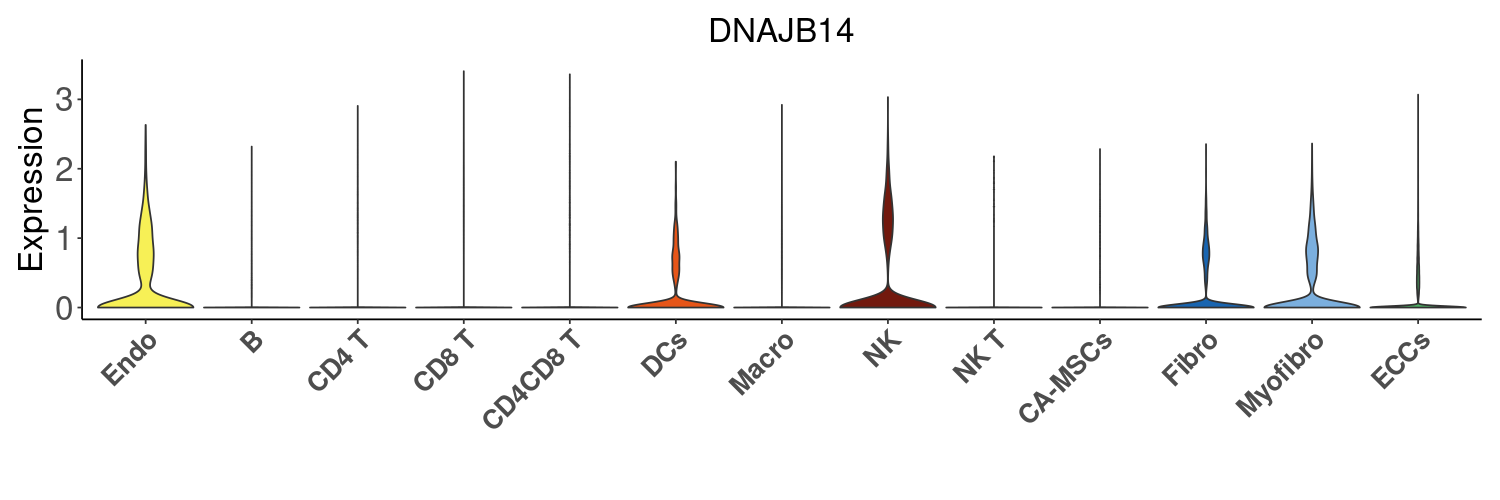 DNAJB14
Expression
3
2
1
0
Endo
B
CD4 T
CD8 T
CD4CD8 T
DCs
Macro
NK
NK T
CA-MSCs
Fibro
Myofibro
ECCs